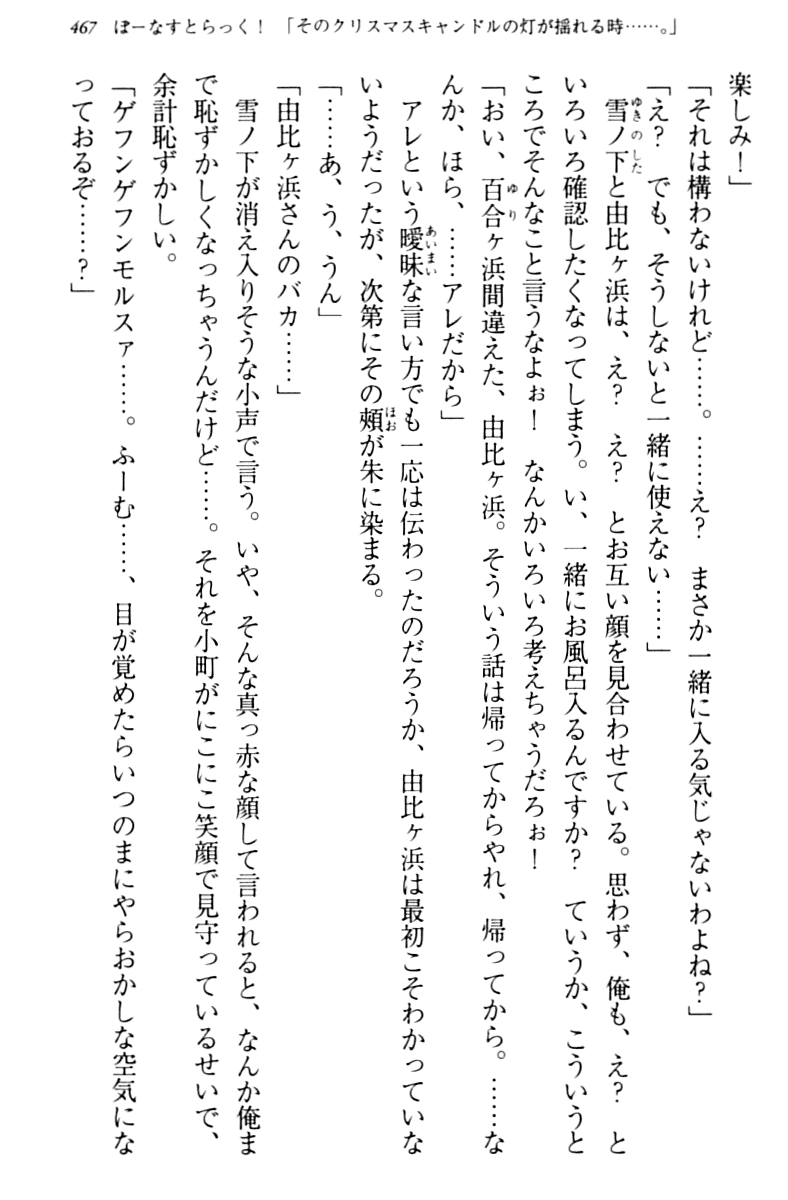 467 ぼーなすとらっく！ 「そのクリスマスキャンドルの灯が揺れる時……。」
楽しみ！」
「それは構わないけれど……。……え？　まさか一緒に入る気じゃないわよね？」
「え？　でも、そうしないと一緒に使えない……」
　雪ノ下と由比ヶ浜は、え？　え？　とお互い顔を見合わせている。思わず、俺も、え？　と
いろいろ確認したくなってしまう。い、一緒にお風呂入るんですか？　ていうか、こういうと
ころでそんなこと言うなよぉ！　なんかいろいろ考えちゃうだろぉ！
「おい、百合ヶ浜間違えた、由比ヶ浜。そういう話は帰ってからやれ、帰ってから。……な
んか、ほら、……アレだから」
　アレという曖昧な言い方でも一応は伝わったのだろうか、由比ヶ浜は最初こそわかっていな
いようだったが、次第にその頬が朱に染まる。
「……あ、う、うん」
「由比ヶ浜さんのバカ……」
　雪ノ下が消え入りそうな小声で言う。いや、そんな真っ赤な顔して言われると、なんか俺ま
で恥ずかしくなっちゃうんだけど……。それを小町がにこにこ笑顔で見守っているせいで、
余計恥ずかしい。
「ゲフンゲフンモルスァ……。ふーむ……、目が覚めたらいつのまにやらおかしな空気にな
っておるぞ……？」